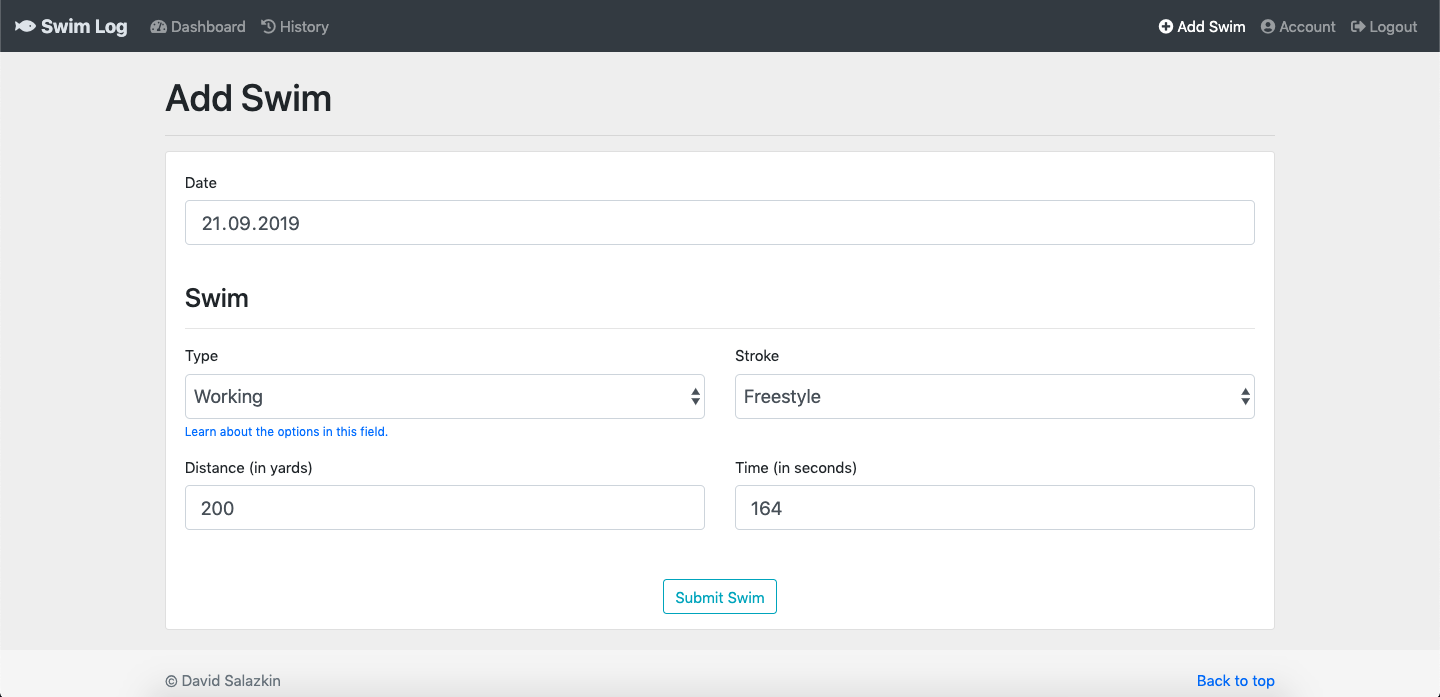 Swim Log Dashboard History Add Swim Account Logout
Add Swim
Date
21.09.2019
Swim
Type Stroke
Working Freestyle
Learn about the options in this field.
Distance (in yards) Time (in seconds)
200 164
Submit Swim
© David Salazkin Back to top